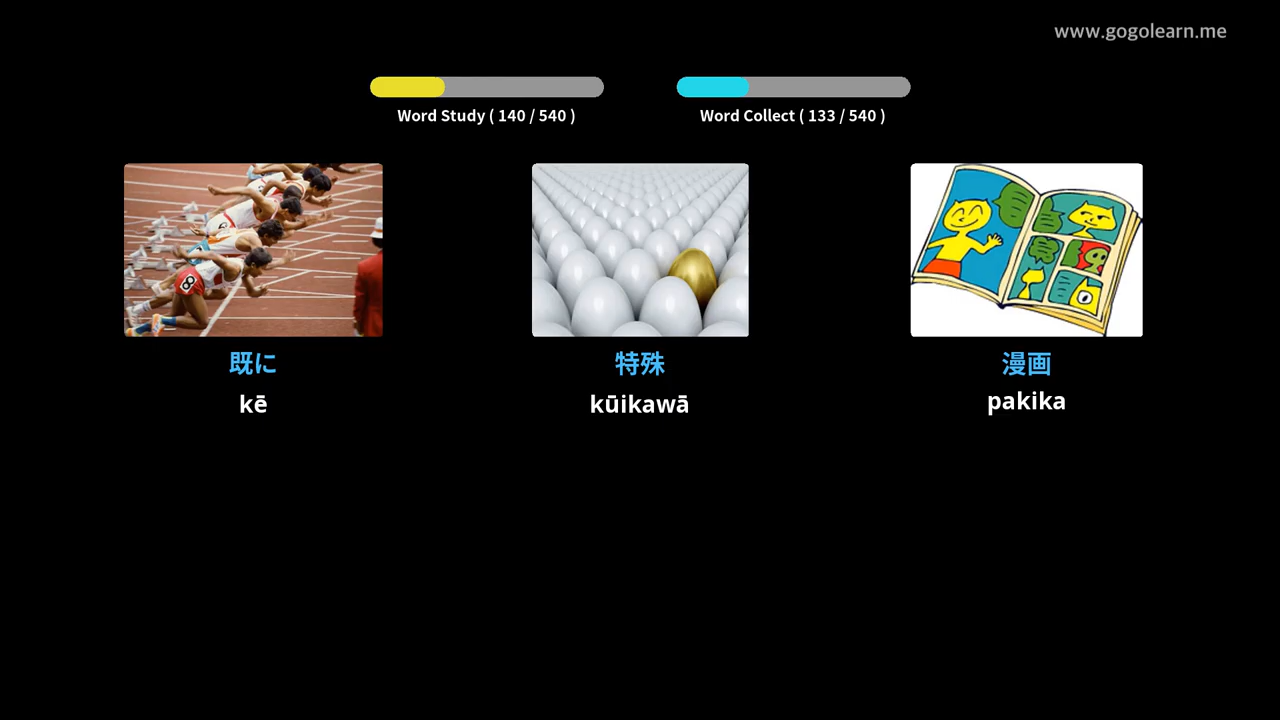 www.gogolearn.me
Word Study ( 140 / 540 )
Word Collect ( 133 / 540 )
8
既に
kē
特殊
kūikawā
漫画
pakika